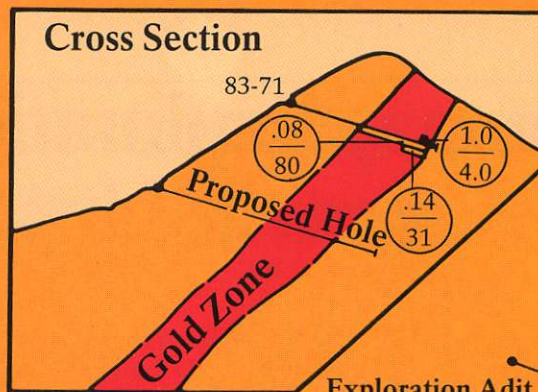 Cross Section
83-71
.08
80
1.0
4.0
.14
31
Proposed Hole
Gold Zone
Exploration Adit